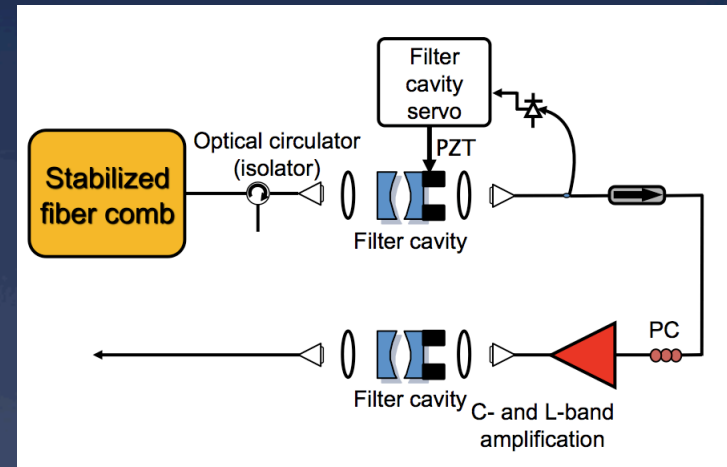 Filter
cavity
servo
Optical circulator
(isolator)
PZT
Stabilized
fiber comb
Filter cavity
PC
Filter cavity
C- and L-band
amplification